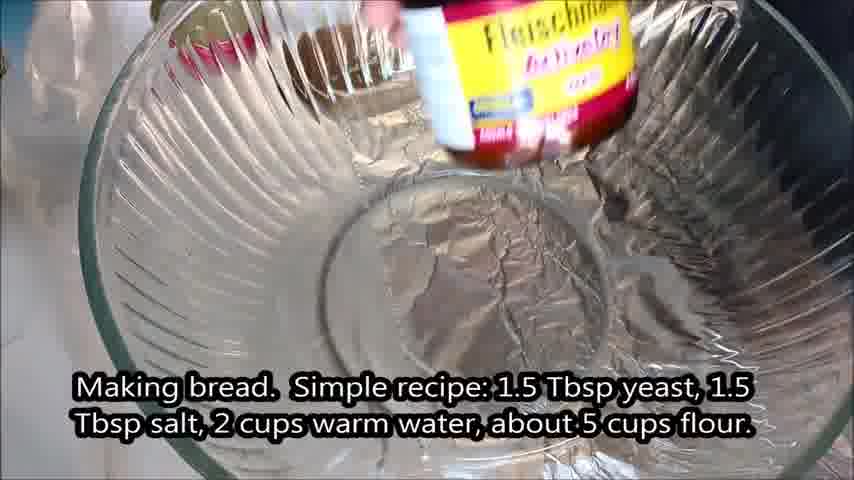 Fleischma
Making bread.  Simple recipe: 1.5 Tbsp yeast, 1.5
Tbsp salt, 2 cups warm water, about 5 cups flour.